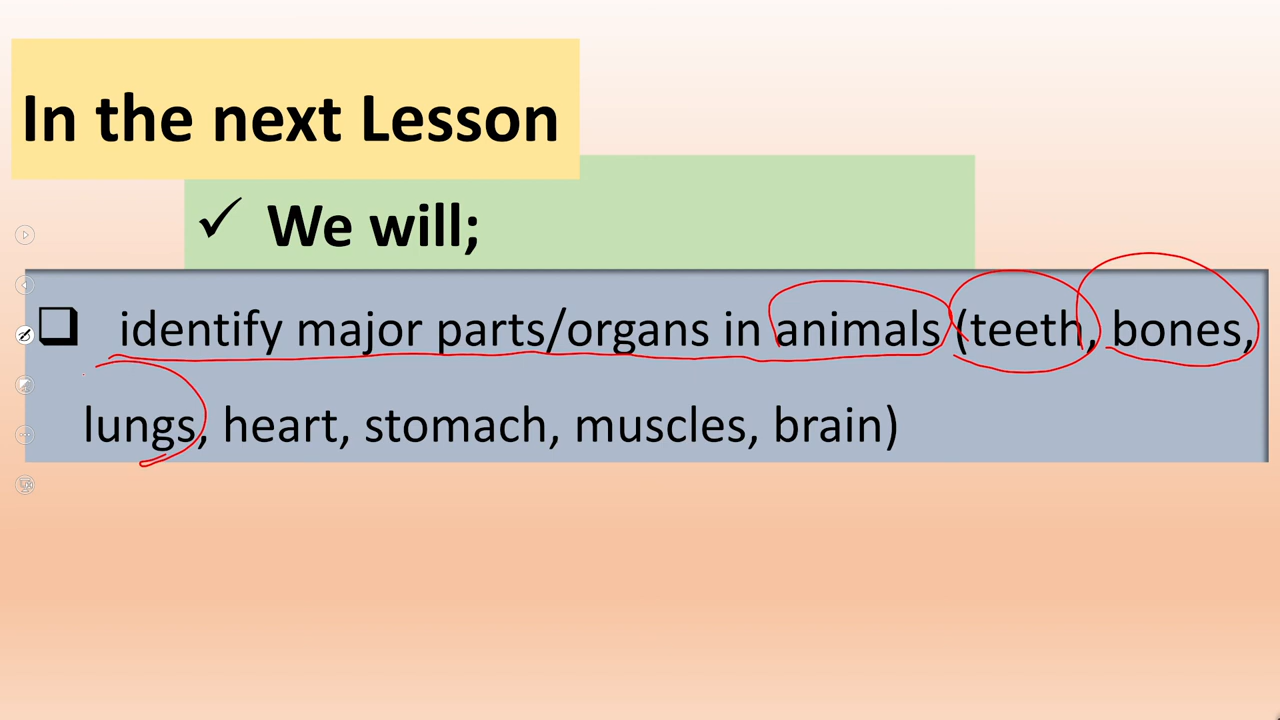 In the next Lesson
✓ We will;
❑ identify major parts/organs in animals (teeth, bones,
lungs, heart, stomach, muscles, brain)